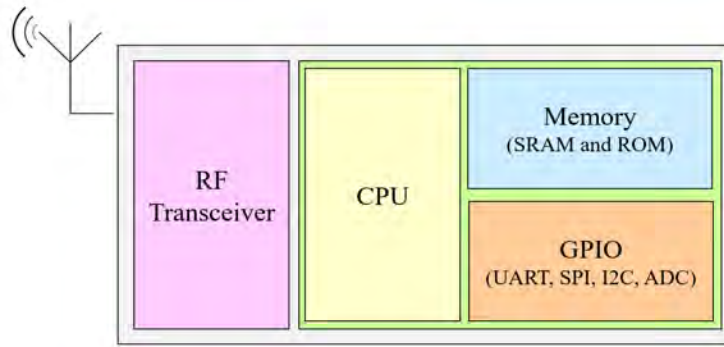 RF
Transceiver
CPU
Memory
(SRAM and ROM)
GPIO
(UART, SPI, I2C, ADC)